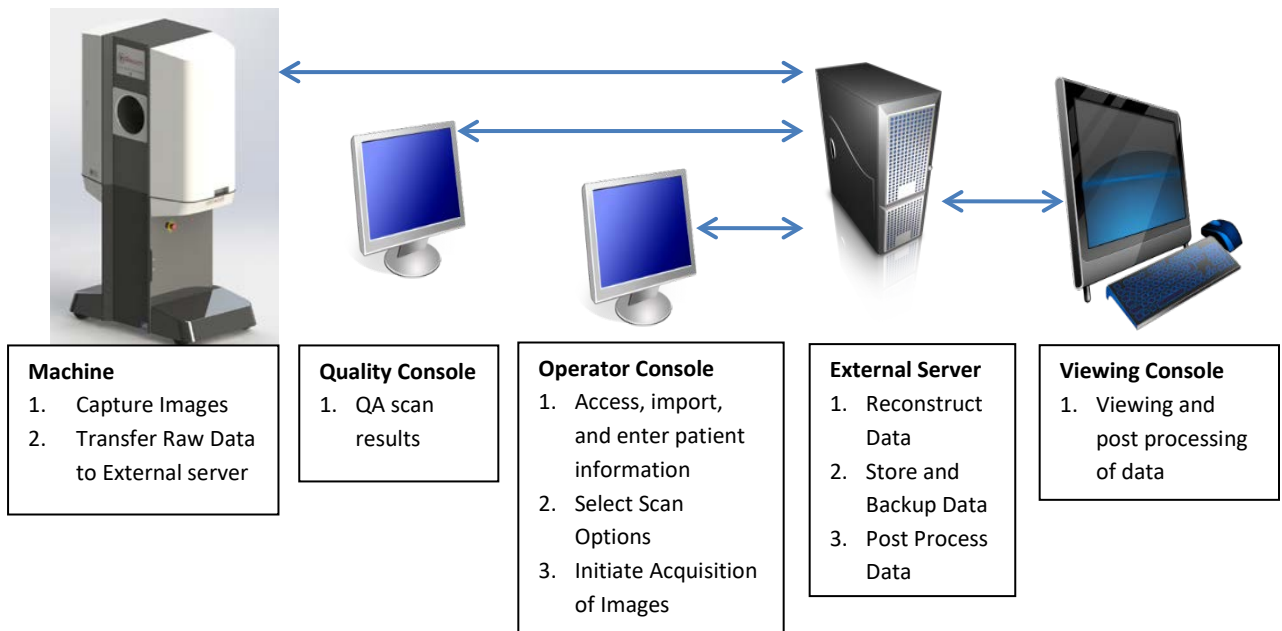 Machine
1. Capture Images
2. Transfer Raw Data
to External server
Quality Console
1. QA scan
results
Operator Console
1. Access, import,
and enter patient
information
2. Select Scan
Options
3. Initiate Acquisition
of Images
External Server
1. Reconstruct
Data
2. Store and
Backup Data
3. Post Process
Data
Viewing Console
1. Viewing and
post processing
of data